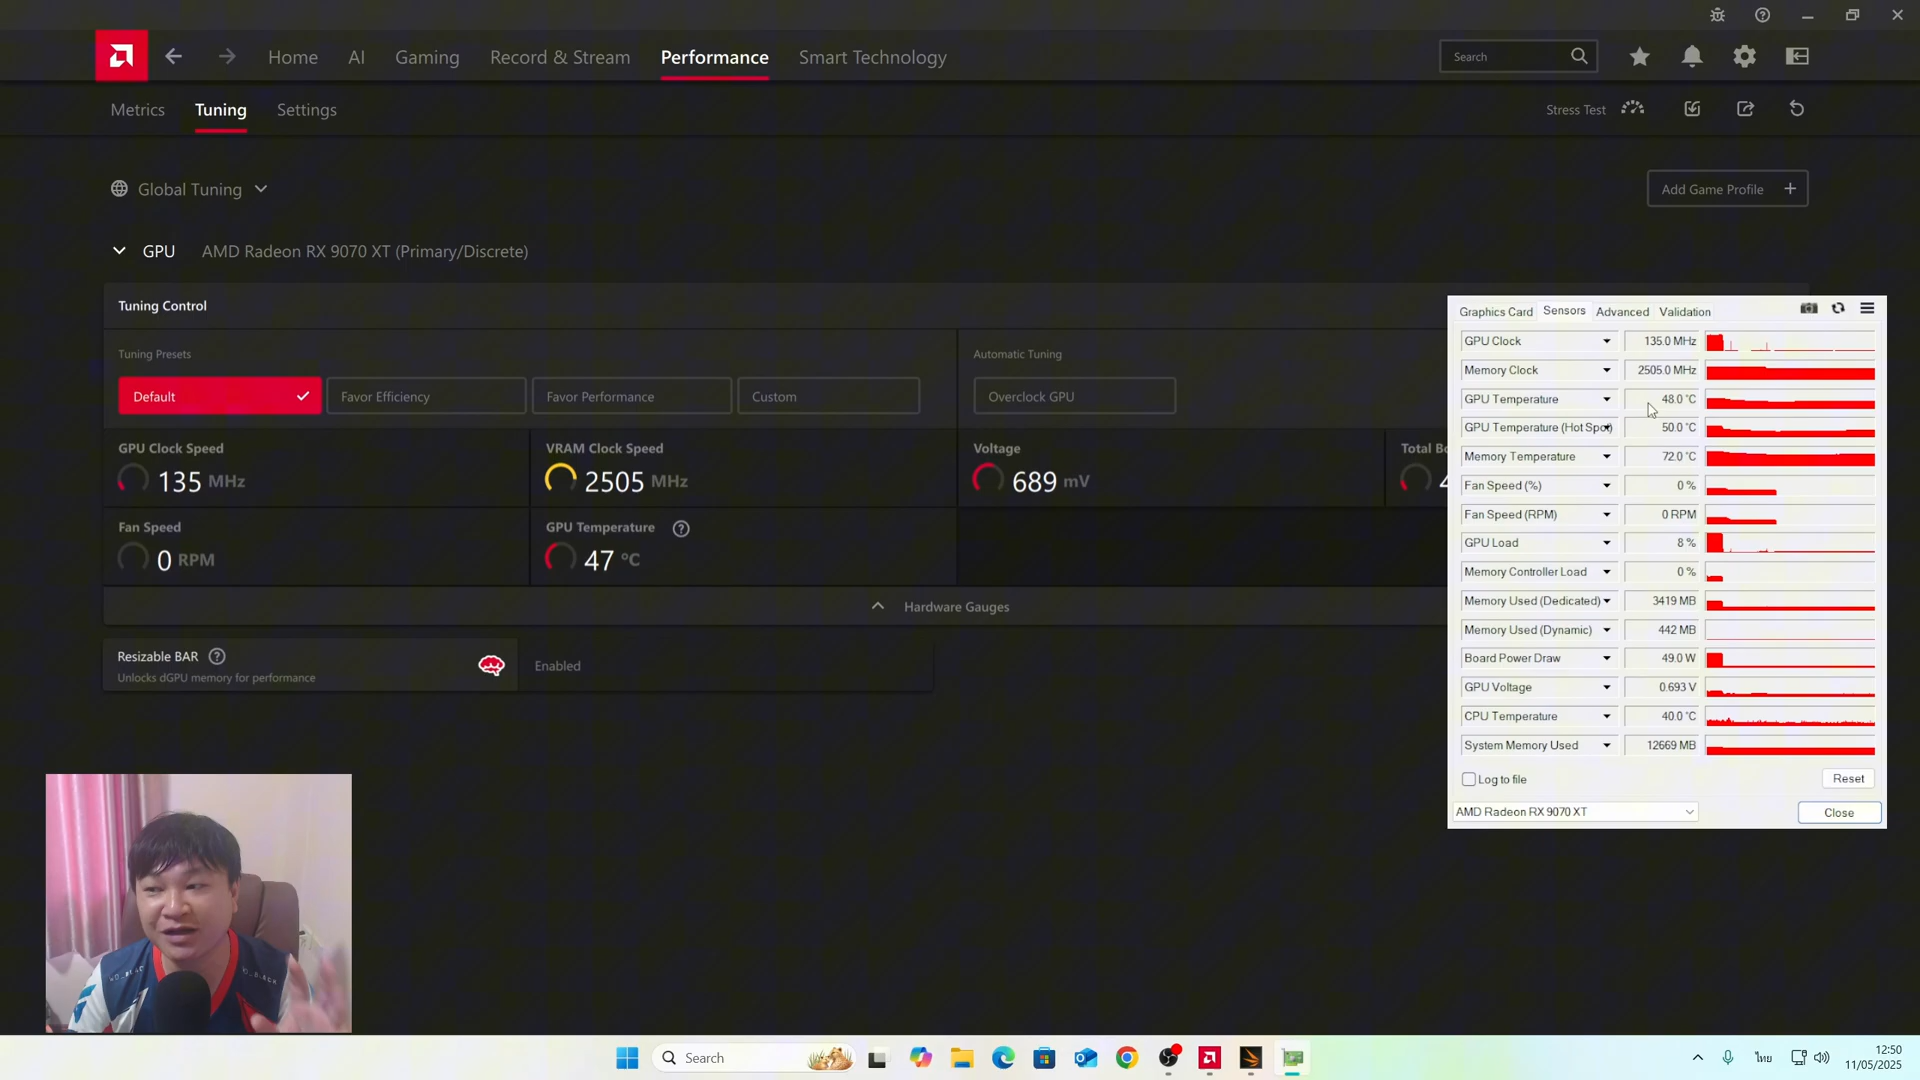 Home AI Gaming Record & Stream Performance Smart Technology Search
Metrics Tuning Settings Stress Test
Global Tuning Add Game Profile
GPU AMD Radeon RX 9070 XT (Primary/Discrete)
Tuning Control
Tuning Presets Automatic Tuning
Default Favor Efficiency Favor Performance Custom Overclock GPU
GPU Clock Speed VRAM Clock Speed Voltage Total Bo
135 MHz 2505 MHz 689 mV 4
Fan Speed GPU Temperature
0 RPM 47 °C
Hardware Gauges
Resizable BAR Enabled
Unlocks dGPU memory for performance
Graphics Card Sensors Advanced Validation
GPU Clock 135.0 MHz
Memory Clock 2505.0 MHz
GPU Temperature 48.0 °C
GPU Temperature (Hot Spot) 50.0 °C
Memory Temperature 72.0 °C
Fan Speed (%) 0 %
Fan Speed (RPM) 0 RPM
GPU Load 8 %
Memory Controller Load 0 %
Memory Used (Dedicated) 3419 MB
Memory Used (Dynamic) 442 MB
Board Power Draw 49.0 W
GPU Voltage 0.693 V
CPU Temperature 40.0 °C
System Memory Used 12669 MB
Log to file Reset
AMD Radeon RX 9070 XT Close
WD_BLACK
Search
ไทย
12:50
11/05/2025